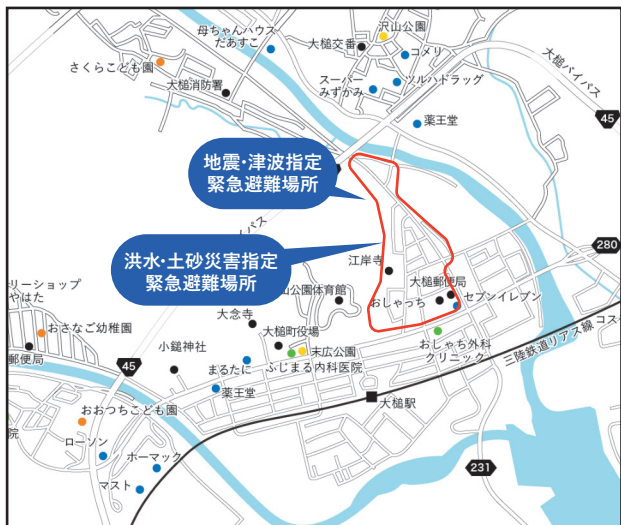 沢山公園
母ちゃんハウス
だぁすこ
大槌交番
コメリ
大槌バイパス
さくらこども園
大槌消防署
スーパー
みずかみ
ツルハドラッグ
薬王堂
45
地震・津波指定
緊急避難場所
イパス
洪水・土砂災害指定
緊急避難場所
280
江岸寺
リーショップ
やはた
山公園体育館
大槌郵便局
おしゃっち
セブンイレブン
おさなご幼稚園
大念寺
大槌町役場
おしゃち外科
クリニック
三陸鉄道リアス線
コス
郵便局
45
小鎚神社
まるたに
末広公園
ふじまる内科医院
薬王堂
大槌駅
おおつちこども園
院
ローソン
ホーマック
マスト
231